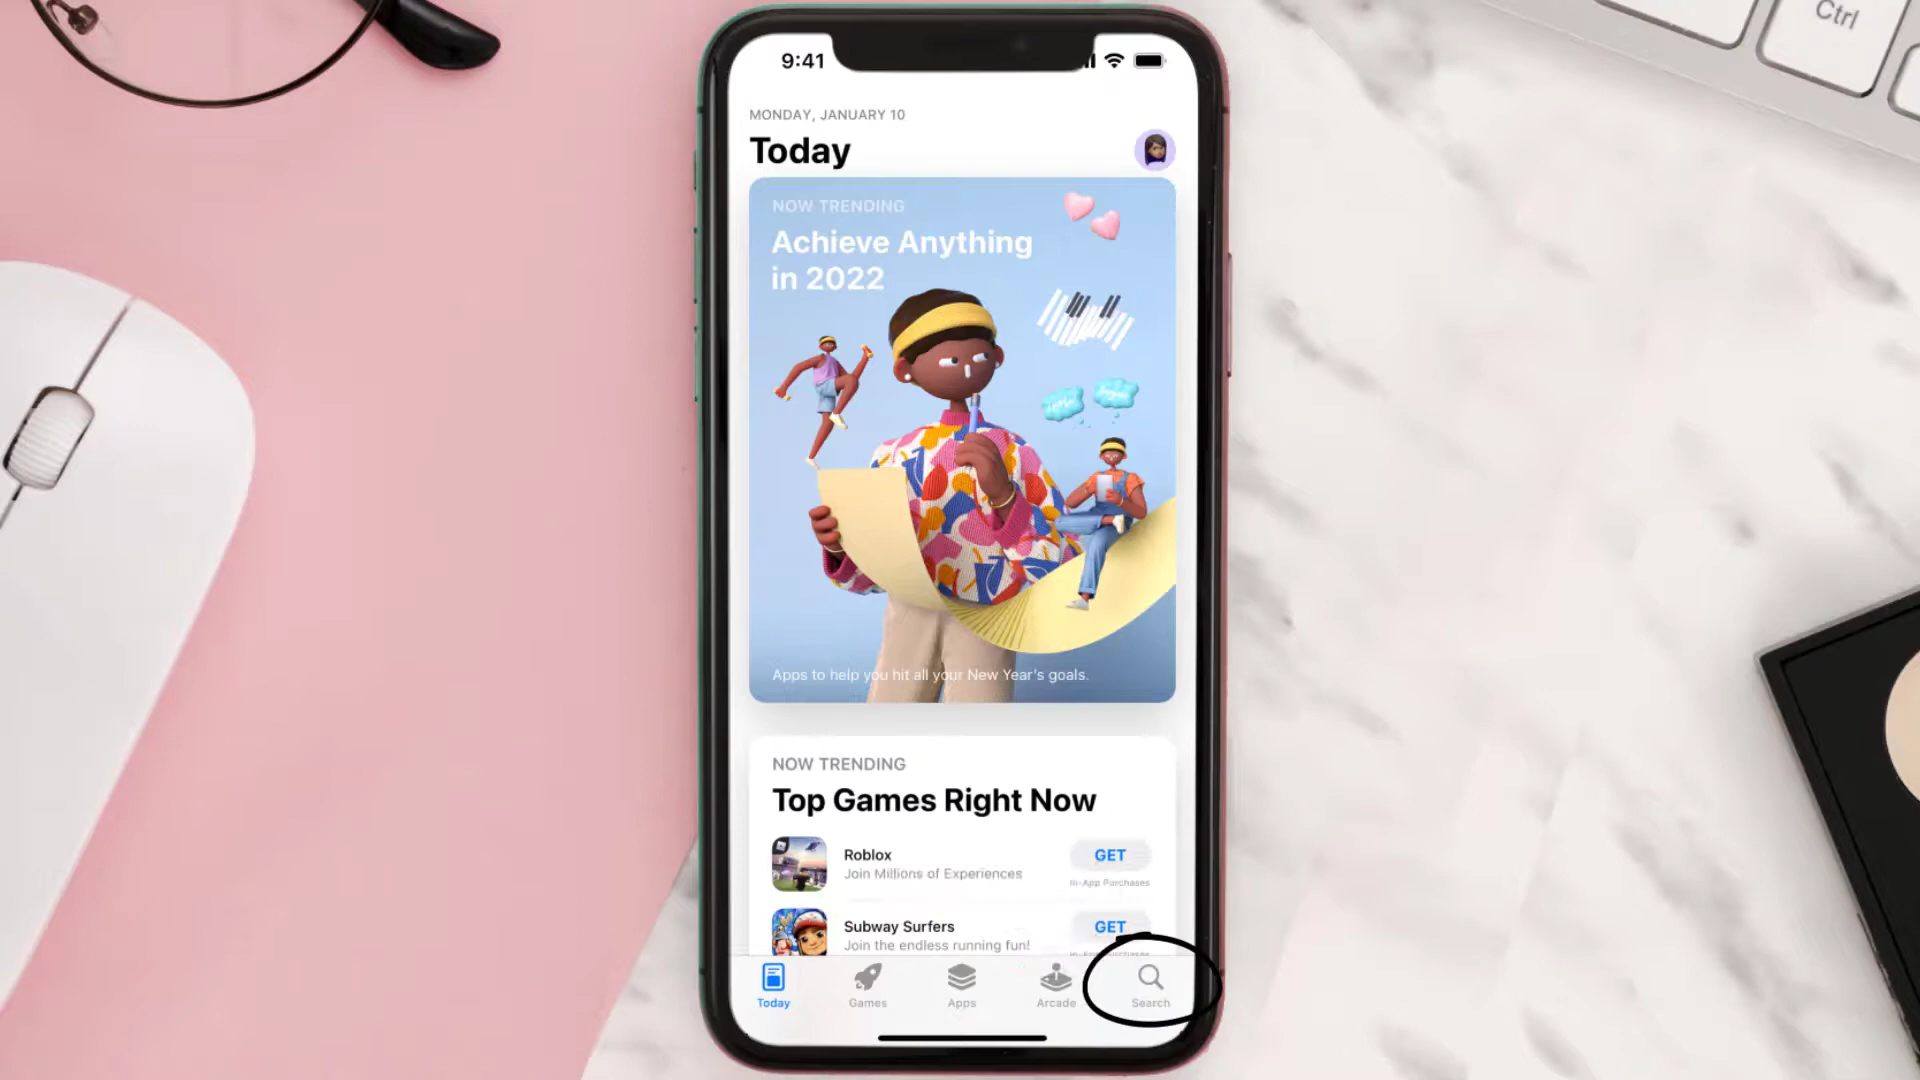 Ctrl
9:41
MONDAY, JANUARY 10
Today
NOW TRENDING
Achieve Anything
in 2022
Apps to help you hit all your New Year's goals.
NOW TRENDING
Top Games Right Now
Roblox
GET
Join Millions of Experiences
In-App Purchases
Subway Surfers
GET
Join the endless running fun!
Today
Games
Apps
Arcade
Search